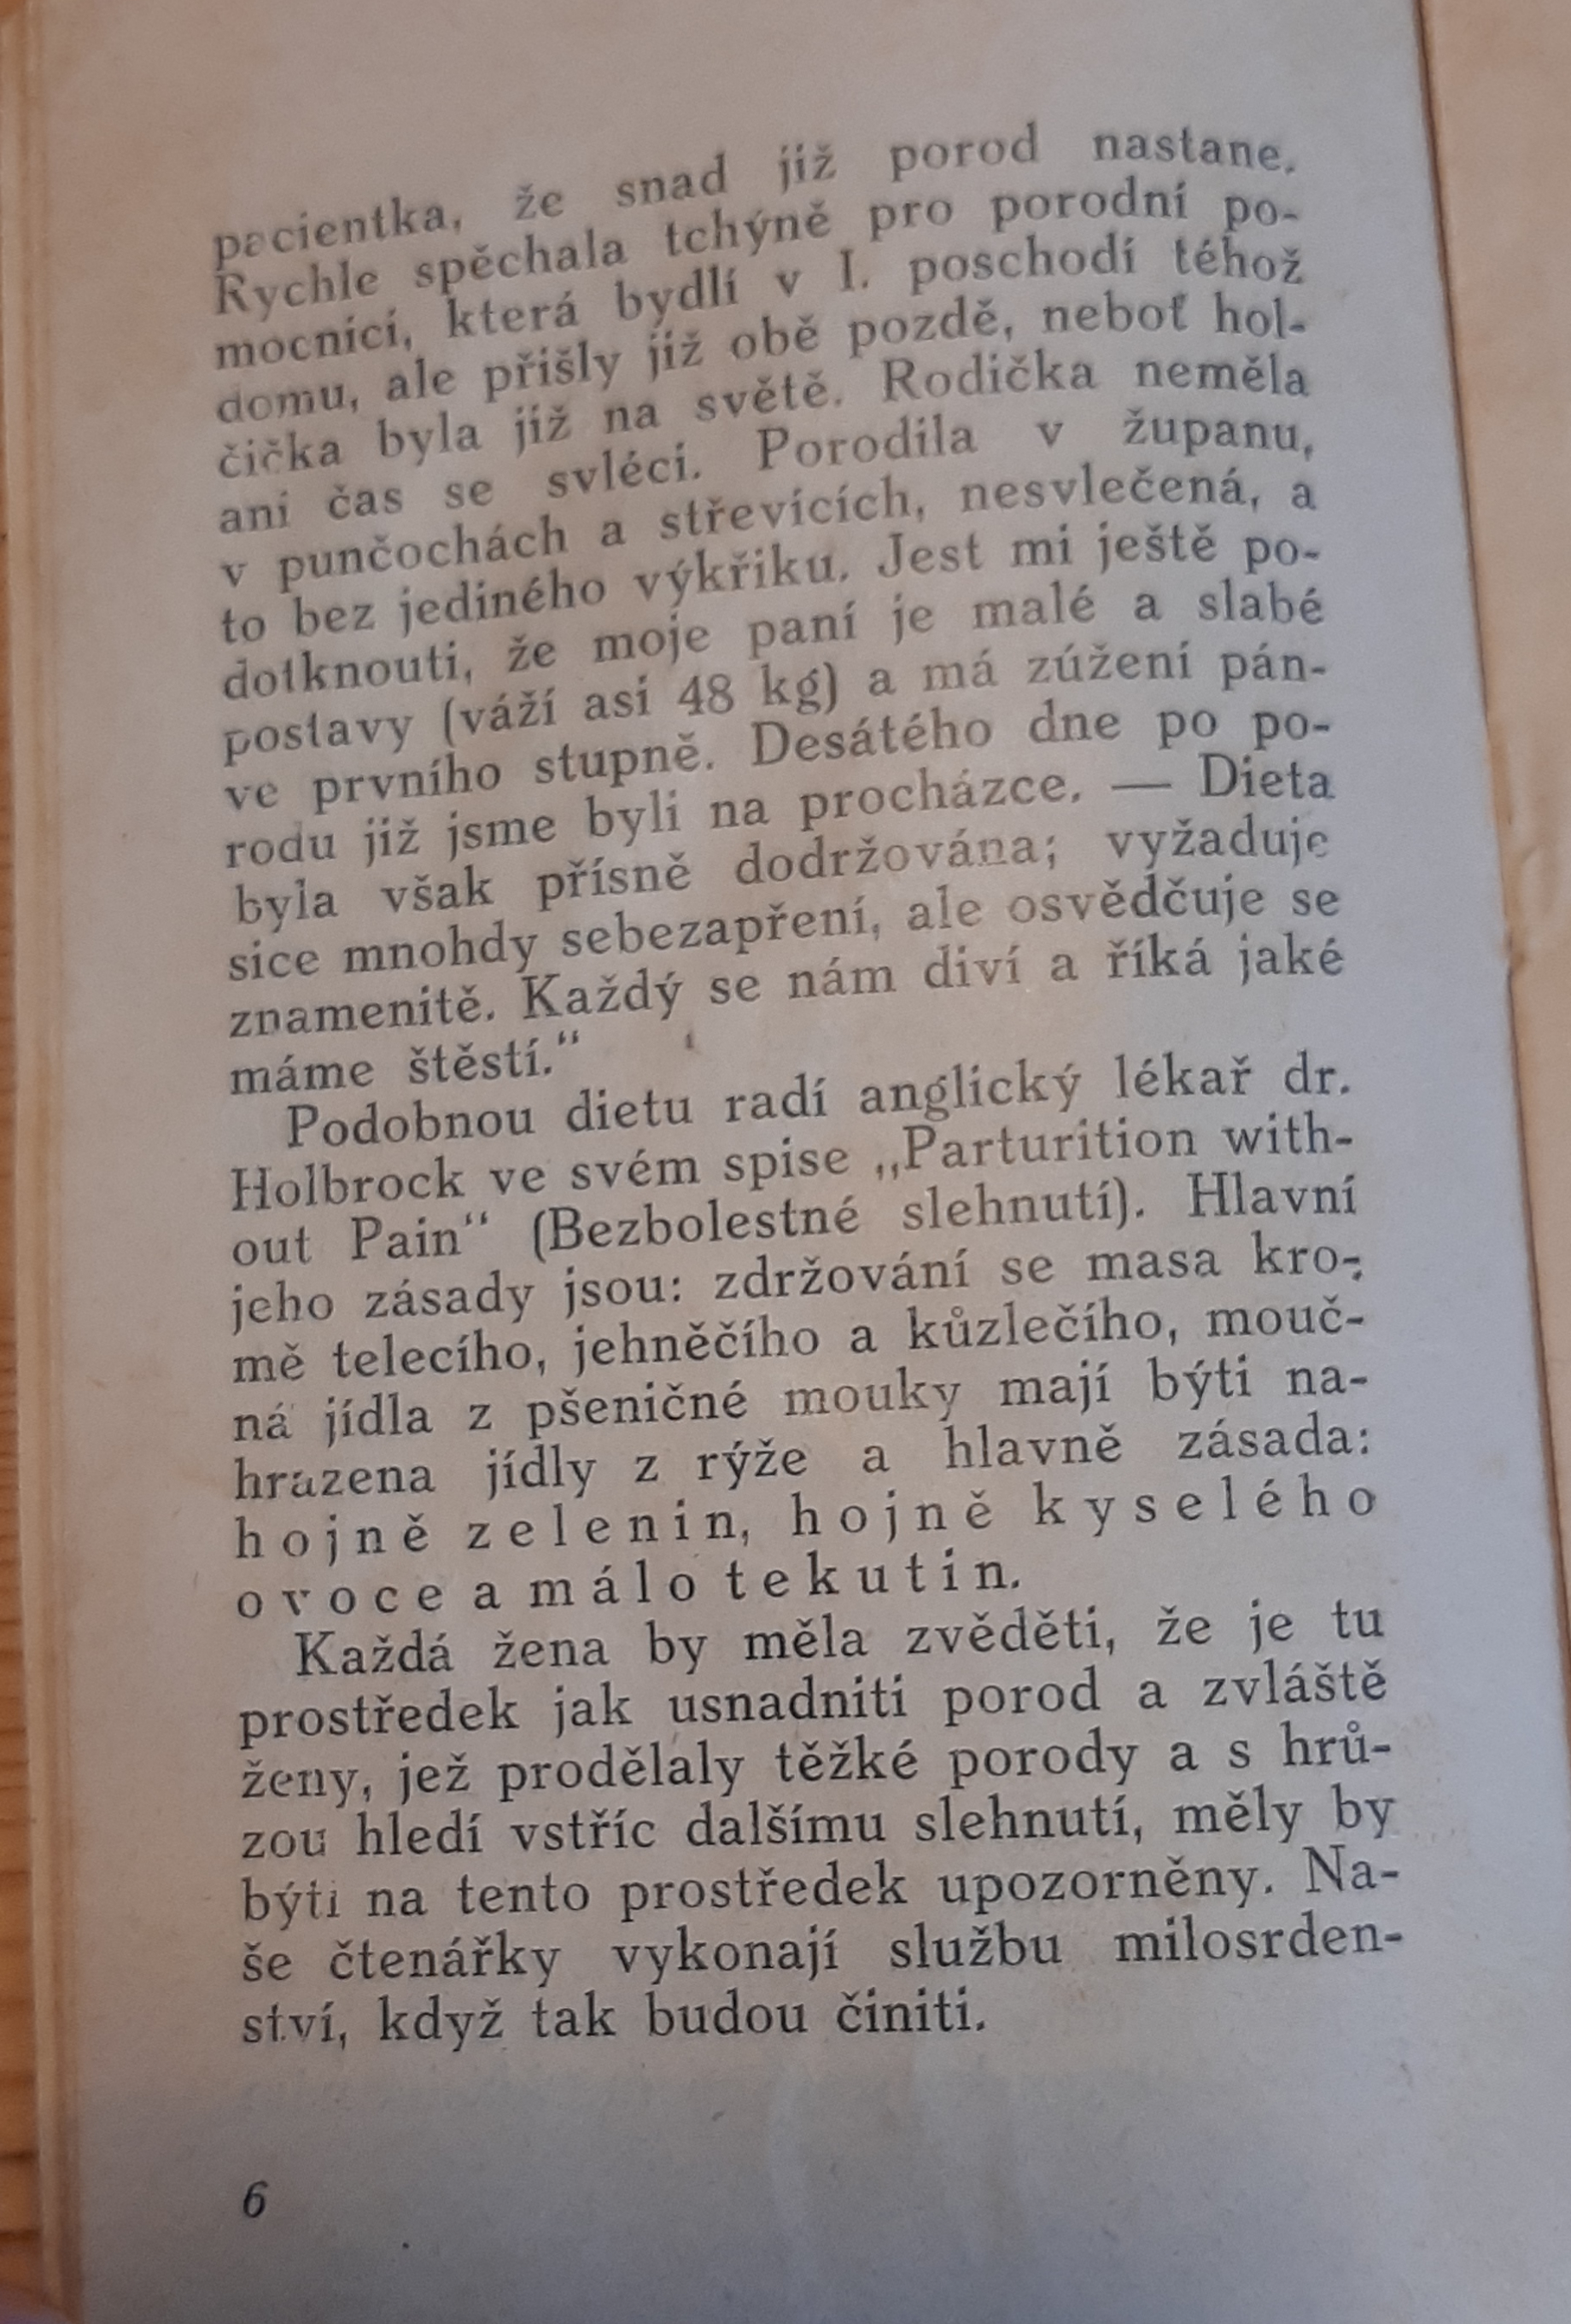 pacientka, že snad již porod nastane.
Rychle spěchala tchýně pro porodní po-
mocnici, která bydlí v I. poschodí téhož
domu, ale přišly již obě pozdě, neboť hol-
čička byla již na světě. Rodička neměla
ani čas se svléci. Porodila v županu,
v punčochách a střevících, nesvlečená, a
to bez jediného výkřiku. Jest mi ještě po-
dotknouti, že moje paní je malé a slabé
postavy (váží asi 48 kg) a má zúžení pán-
ve prvního stupně. Desátého dne po po-
rodu již jsme byli na procházce. — Dieta
byla však přísně dodržována; vyžaduje
sice mnohdy sebezapření, ale osvědčuje se
znamenitě. Každý se nám diví a říká jaké
máme štěstí.“
Podobnou dietu radí anglický lékař dr.
Holbrock ve svém spise „Parturition with-
out Pain“ (Bezbolestné slehnutí). Hlavní
jeho zásady jsou: zdržování se masa kro-
mě telecího, jehněčího a kůzlečího, mouč-
ná jídla z pšeničné mouky mají býti na-
hrazena jídly z rýže a hlavně zásada:
hojně zelenin, hojně kyselého
ovoce a málo tekutin.
Každá žena by měla zvěděti, že je tu
prostředek jak usnadniti porod a zvláště
ženy, jež prodělaly těžké porody a s hrů-
zou hledí vstříc dalšímu slehnutí, měly by
býti na tento prostředek upozorněny. Na-
še čtenářky vykonají službu milosrden-
ství, když tak budou činiti.
6